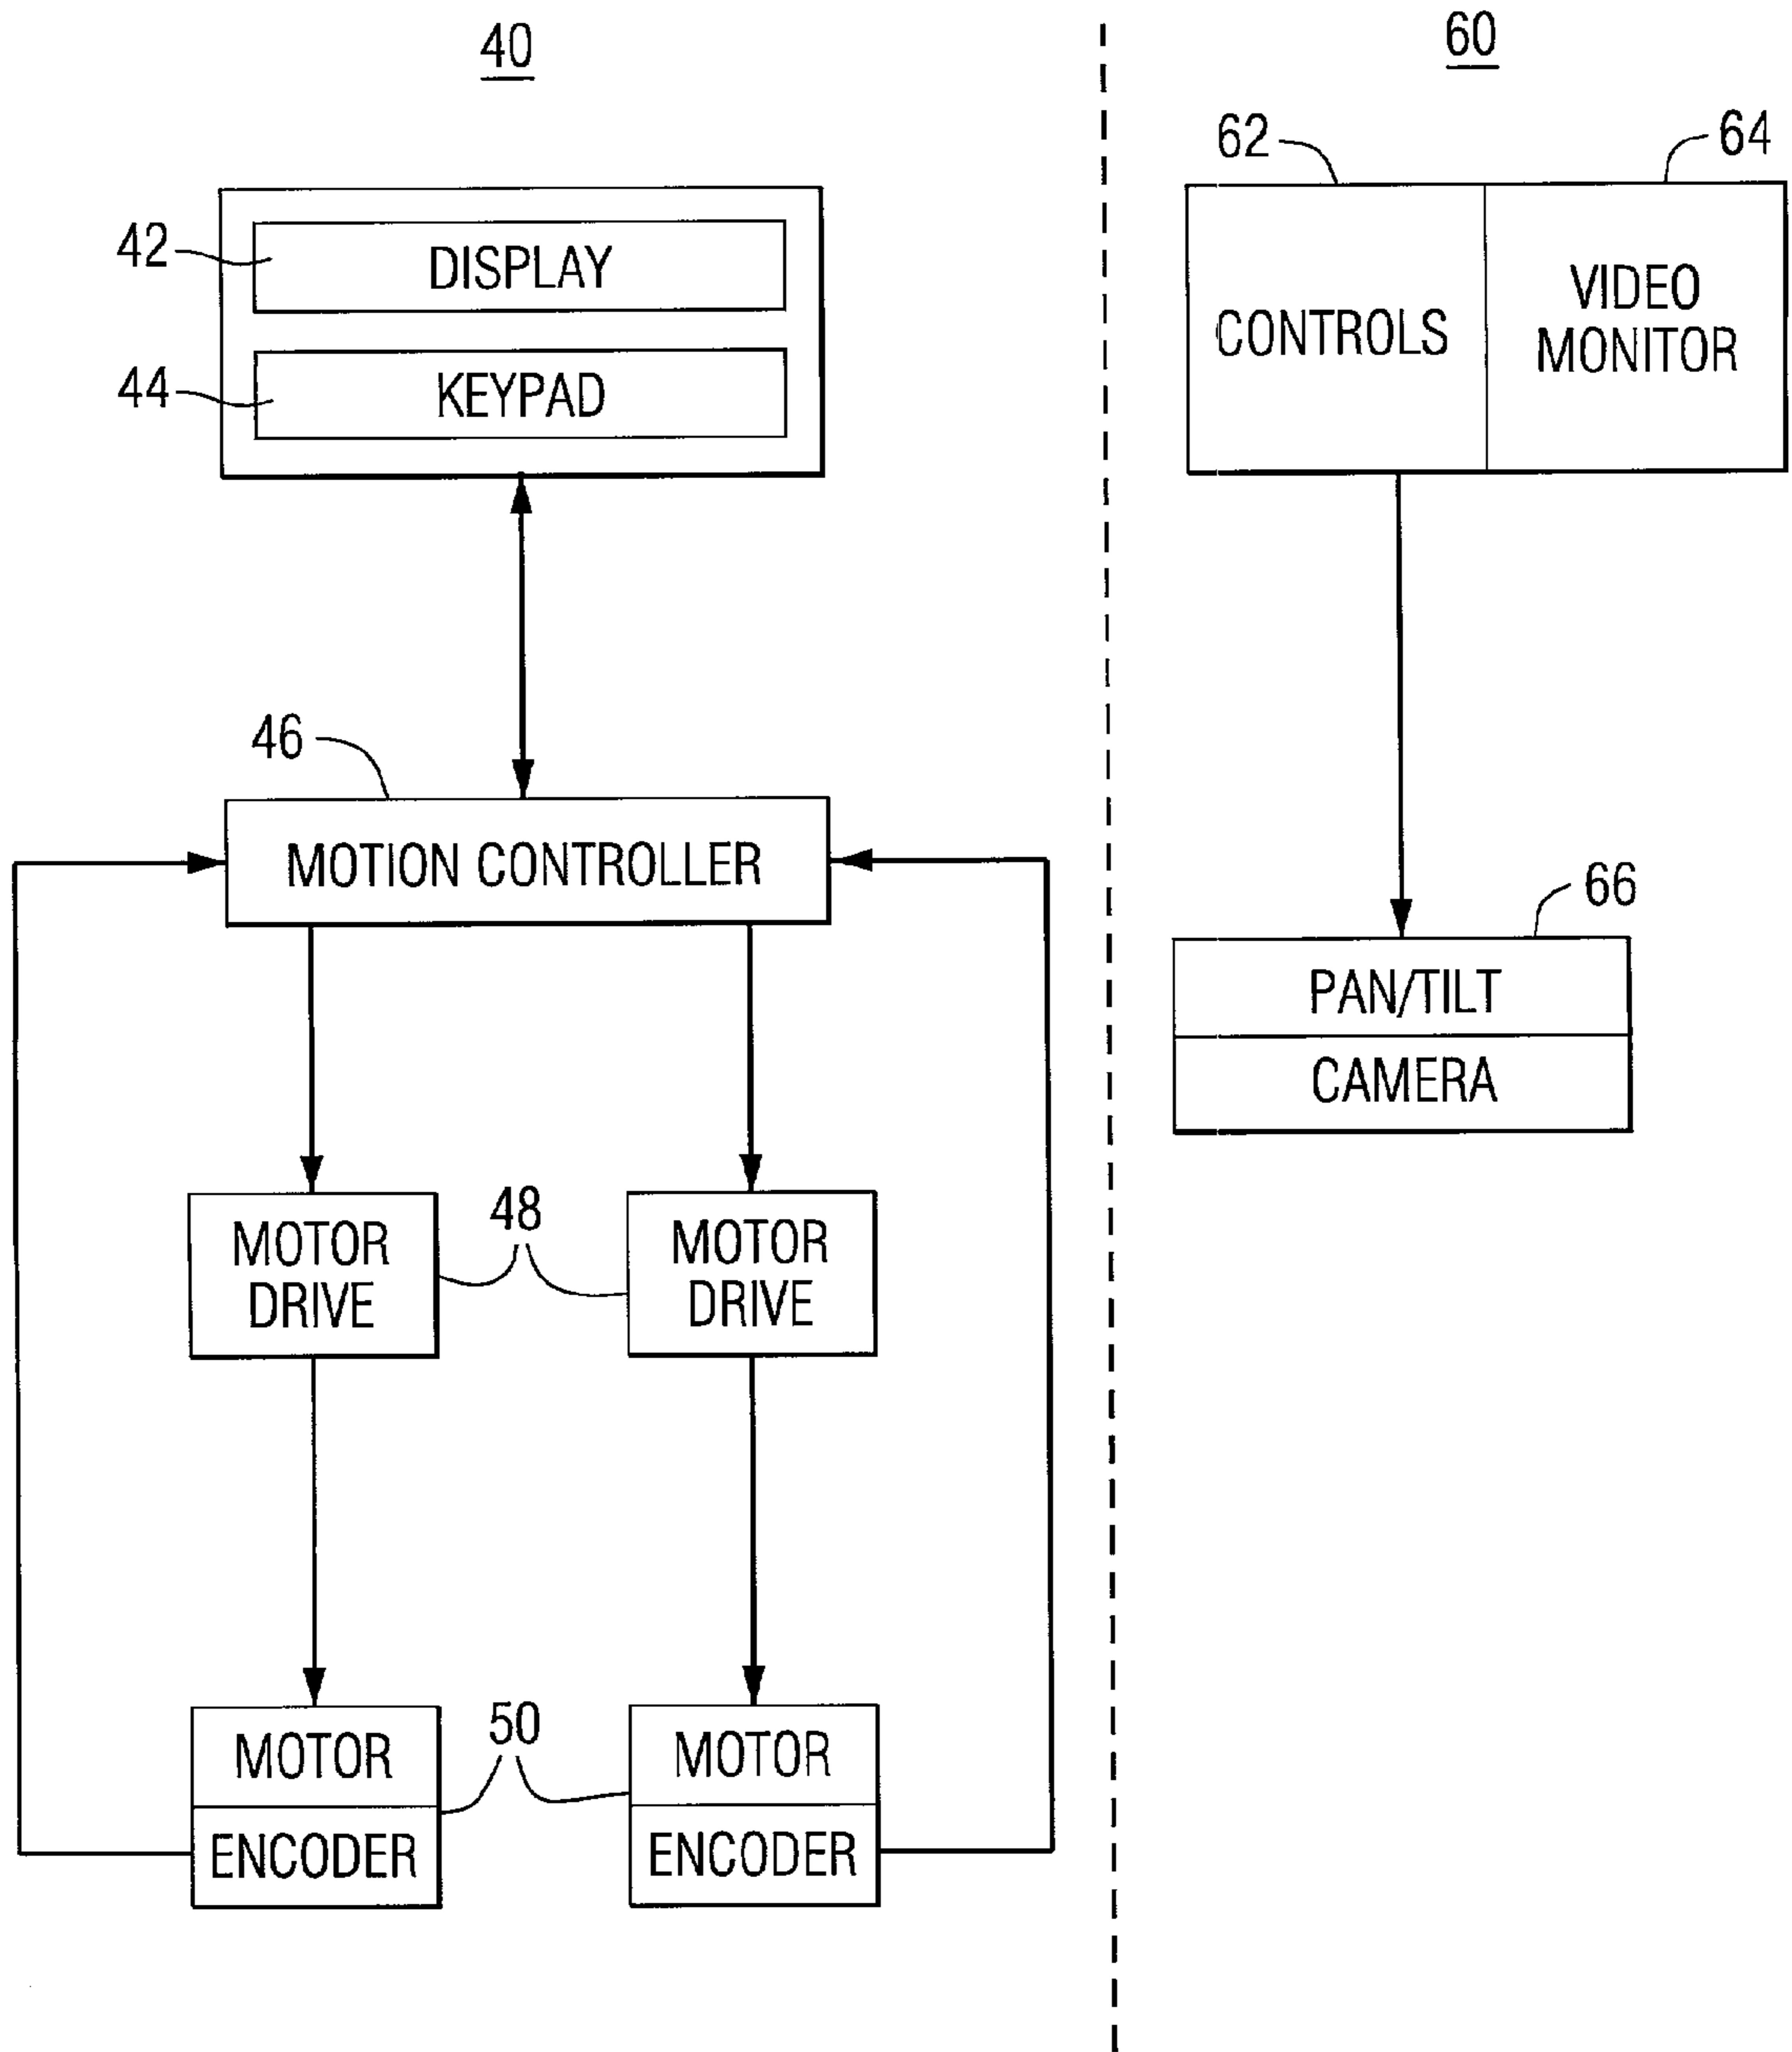 40
42
DISPLAY
44
KEYPAD
46
MOTION CONTROLLER
48
MOTOR
DRIVE
MOTOR
DRIVE
50
MOTOR
ENCODER
MOTOR
ENCODER
60
62
64
CONTROLS
VIDEO
MONITOR
66
PAN/TILT
CAMERA